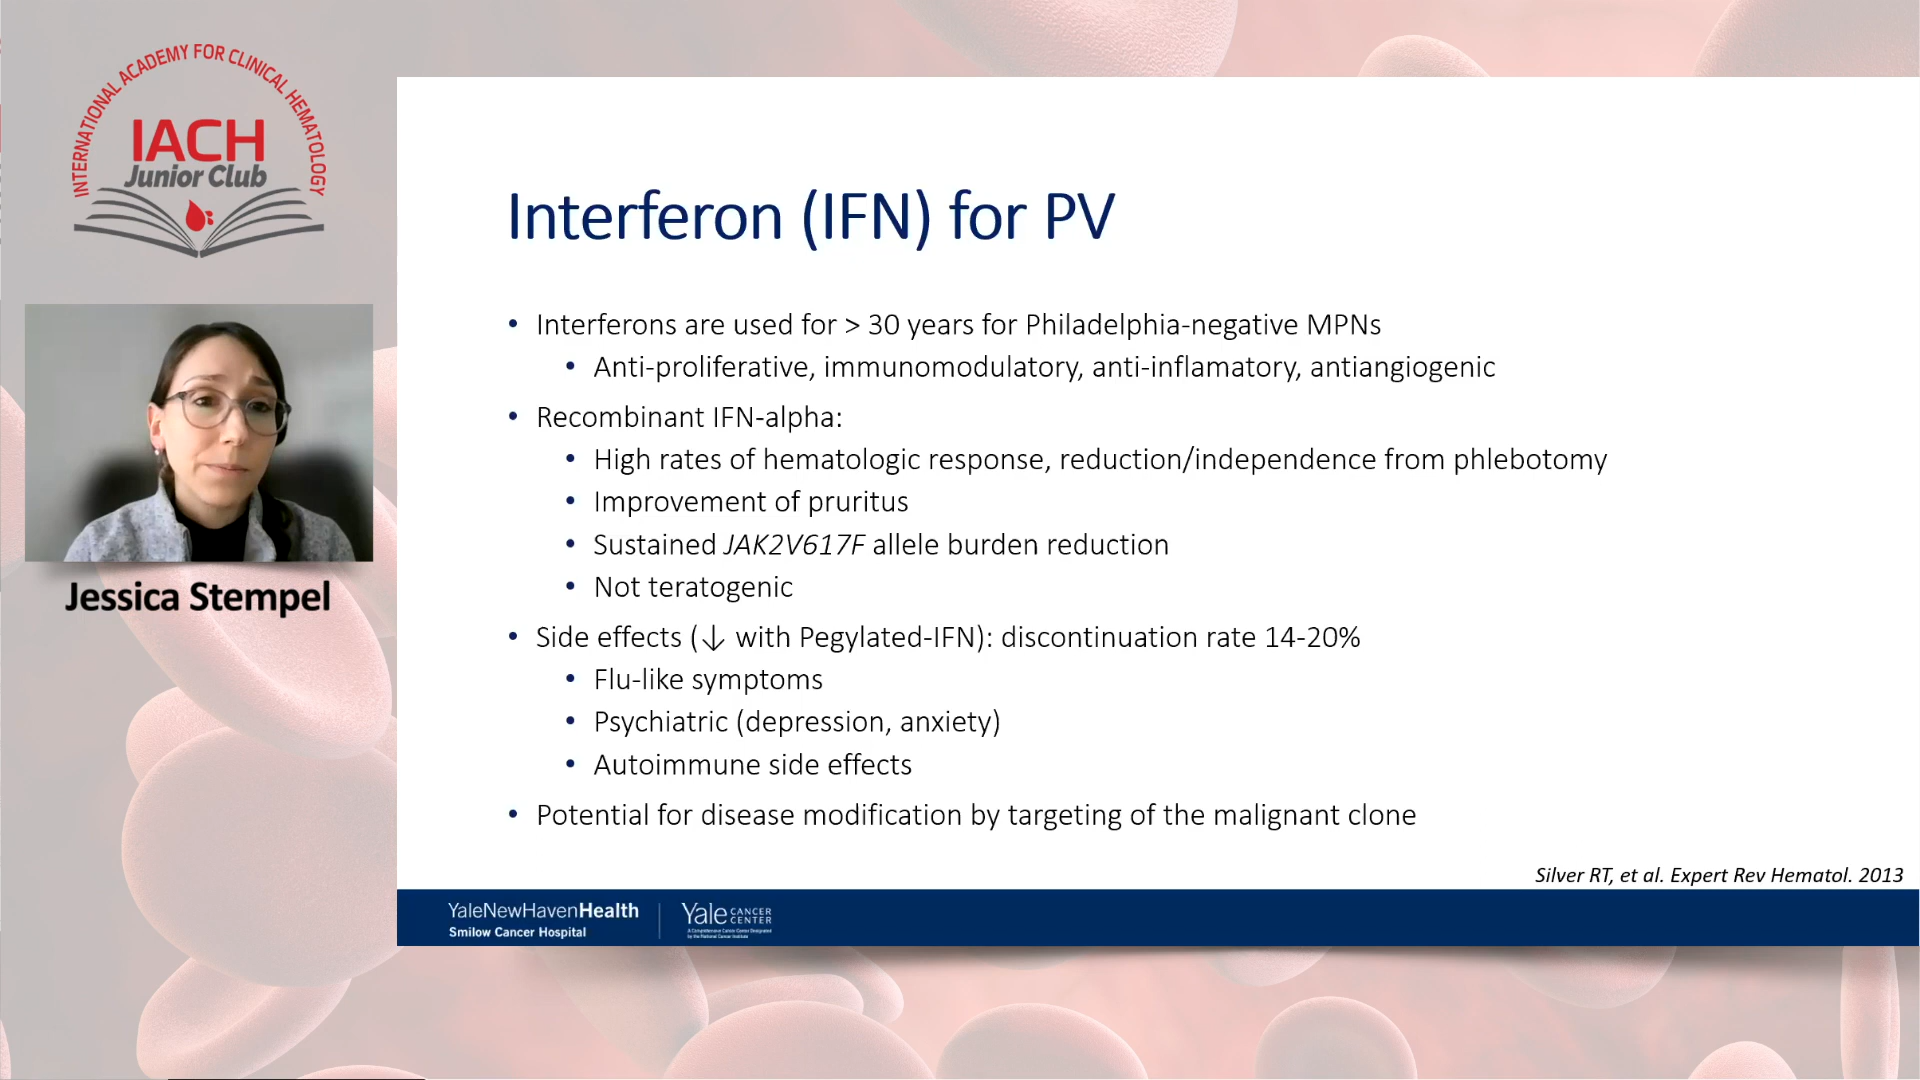 INTERNATIONAL ACADEMY FOR CLINICAL HEMATOLOGY
IACH
Junior Club
Jessica Stempel
Interferon (IFN) for PV
• Interferons are used for > 30 years for Philadelphia-negative MPNs
• Anti-proliferative, immunomodulatory, anti-inflamatory, antiangiogenic
• Recombinant IFN-alpha:
• High rates of hematologic response, reduction/independence from phlebotomy
• Improvement of pruritus
• Sustained JAK2V617F allele burden reduction
• Not teratogenic
• Side effects (↓ with Pegylated-IFN): discontinuation rate 14-20%
• Flu-like symptoms
• Psychiatric (depression, anxiety)
• Autoimmune side effects
• Potential for disease modification by targeting of the malignant clone
Silver RT, et al. Expert Rev Hematol. 2013
YaleNewHavenHealth
Smilow Cancer Hospital
Yale CANCER CENTER
A Comprehensive Cancer Center Designated
by the National Cancer Institute